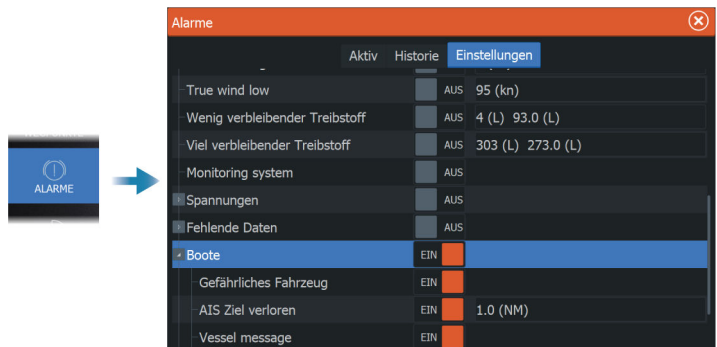 Alarme
Aktiv Historie Einstellungen
True wind low AUS 95 (kn)
Wenig verbleibender Treibstoff AUS 4 (L) 93.0 (L)
Viel verbleibender Treibstoff AUS 303 (L) 273.0 (L)
Monitoring system AUS
Spannungen AUS
Fehlende Daten AUS
Boote EIN
Gefährliches Fahrzeug EIN
AIS Ziel verloren EIN 1.0 (NM)
Vessel message EIN
ALARME